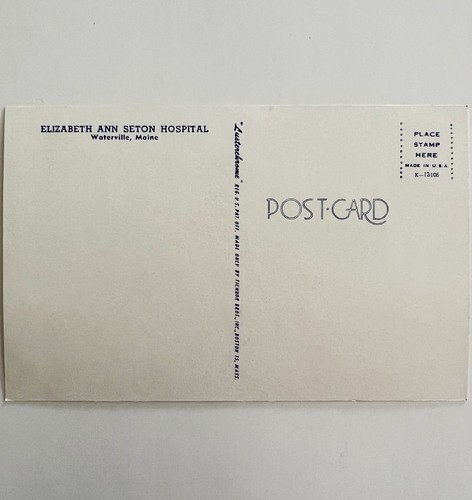 ELIZABETH ANN SETON HOSPITAL
Waterville, Maine
"Lusterchrome" REG. U.S. PAT. OFF. MADE ONLY BY TICHNOR BROS., INC., BOSTON 15, MASS.
PLACE
STAMP
HERE
MADE IN U.S.A.
K-13106
POST-CARD